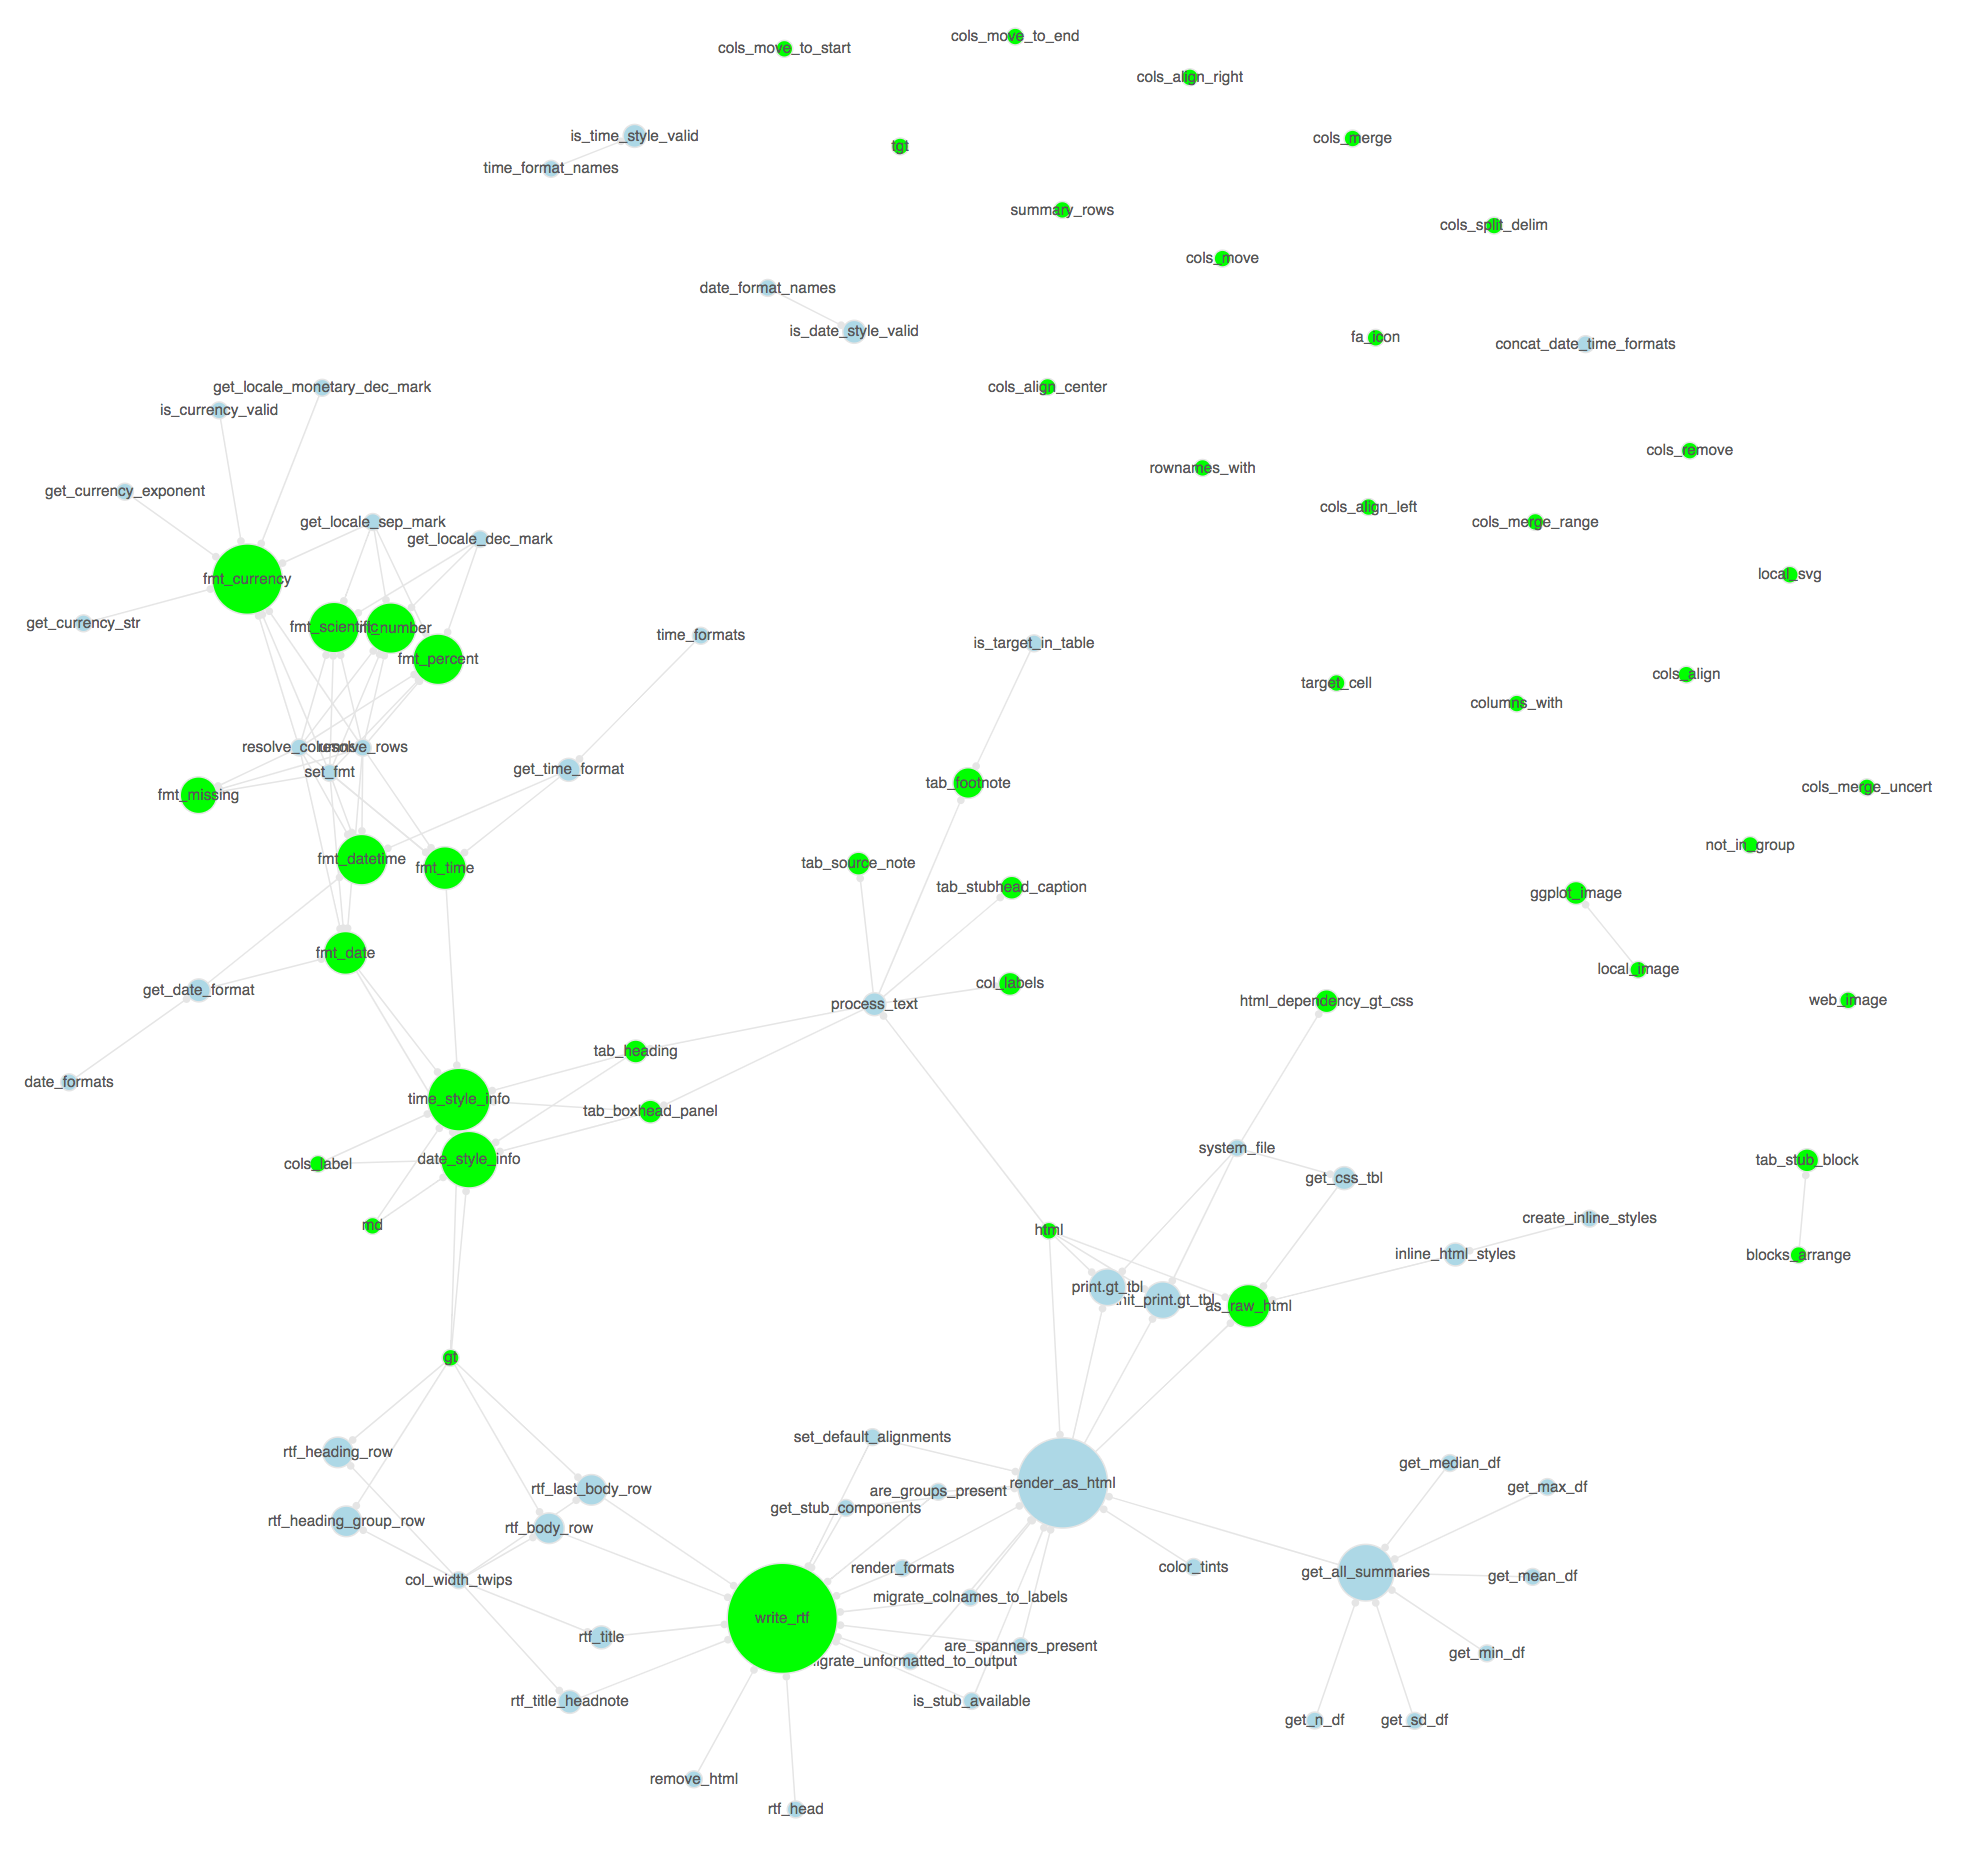 cols_move_to_end
cols_move_to_start
cols_align_right
is_time_style_valid
cols_merge
tgt
time_format_names
summary_rows
cols_split_delim
cols_move
date_format_names
is_date_style_valid
fa_icon
concat_date_time_formats
get_locale_monetary_dec_mark
cols_align_center
is_currency_valid
cols_remove
rownames_with
get_currency_exponent
cols_align_left
get_locale_sep_mark
cols_merge_range
get_locale_dec_mark
local_svg
fmt_currency
get_currency_str
fmt_scientific
fmt_number
time_formats
is_target_in_table
fmt_percent
cols_align
target_cell
columns_with
resolve_columns
resolve_rows
get_time_format
set_fmt
tab_footnote
cols_merge_uncert
fmt_missing
not_in_group
fmt_datetime
tab_source_note
fmt_time
tab_stubhead_caption
ggplot_image
fmt_date
local_image
col_labels
get_date_format
web_image
html_dependency_gt_css
process_text
tab_heading
date_formats
time_style_info
tab_boxhead_panel
system_file
date_style_info
tab_stub_block
cols_label
get_css_tbl
create_inline_styles
md
html
inline_html_styles
blocks_arrange
print.gt_tbl
knit_print.gt_tbl
as_raw_html
gt
set_default_alignments
rtf_heading_row
get_median_df
render_as_html
get_max_df
rtf_last_body_row
are_groups_present
get_stub_components
rtf_heading_group_row
rtf_body_row
render_formats
color_tints
get_all_summaries
get_mean_df
col_width_twips
migrate_colnames_to_labels
write_rtf
rtf_title
are_spanners_present
get_min_df
migrate_unformatted_to_output
rtf_title_headnote
is_stub_available
get_n_df
get_sd_df
remove_html
rtf_head